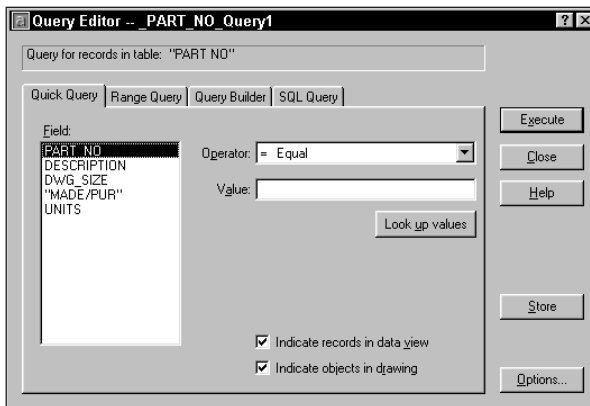 Query Editor -- _PART_NO_Query1
Query for records in table: "PART NO"
Quick Query
Range Query
Query Builder
SQL Query
Field:
PART_NO
DESCRIPTION
DWG_SIZE
"MADE/PUR"
UNITS
Operator: = Equal
Value:
Look up values
Indicate records in data view
Indicate objects in drawing
Execute
Close
Help
Store
Options...